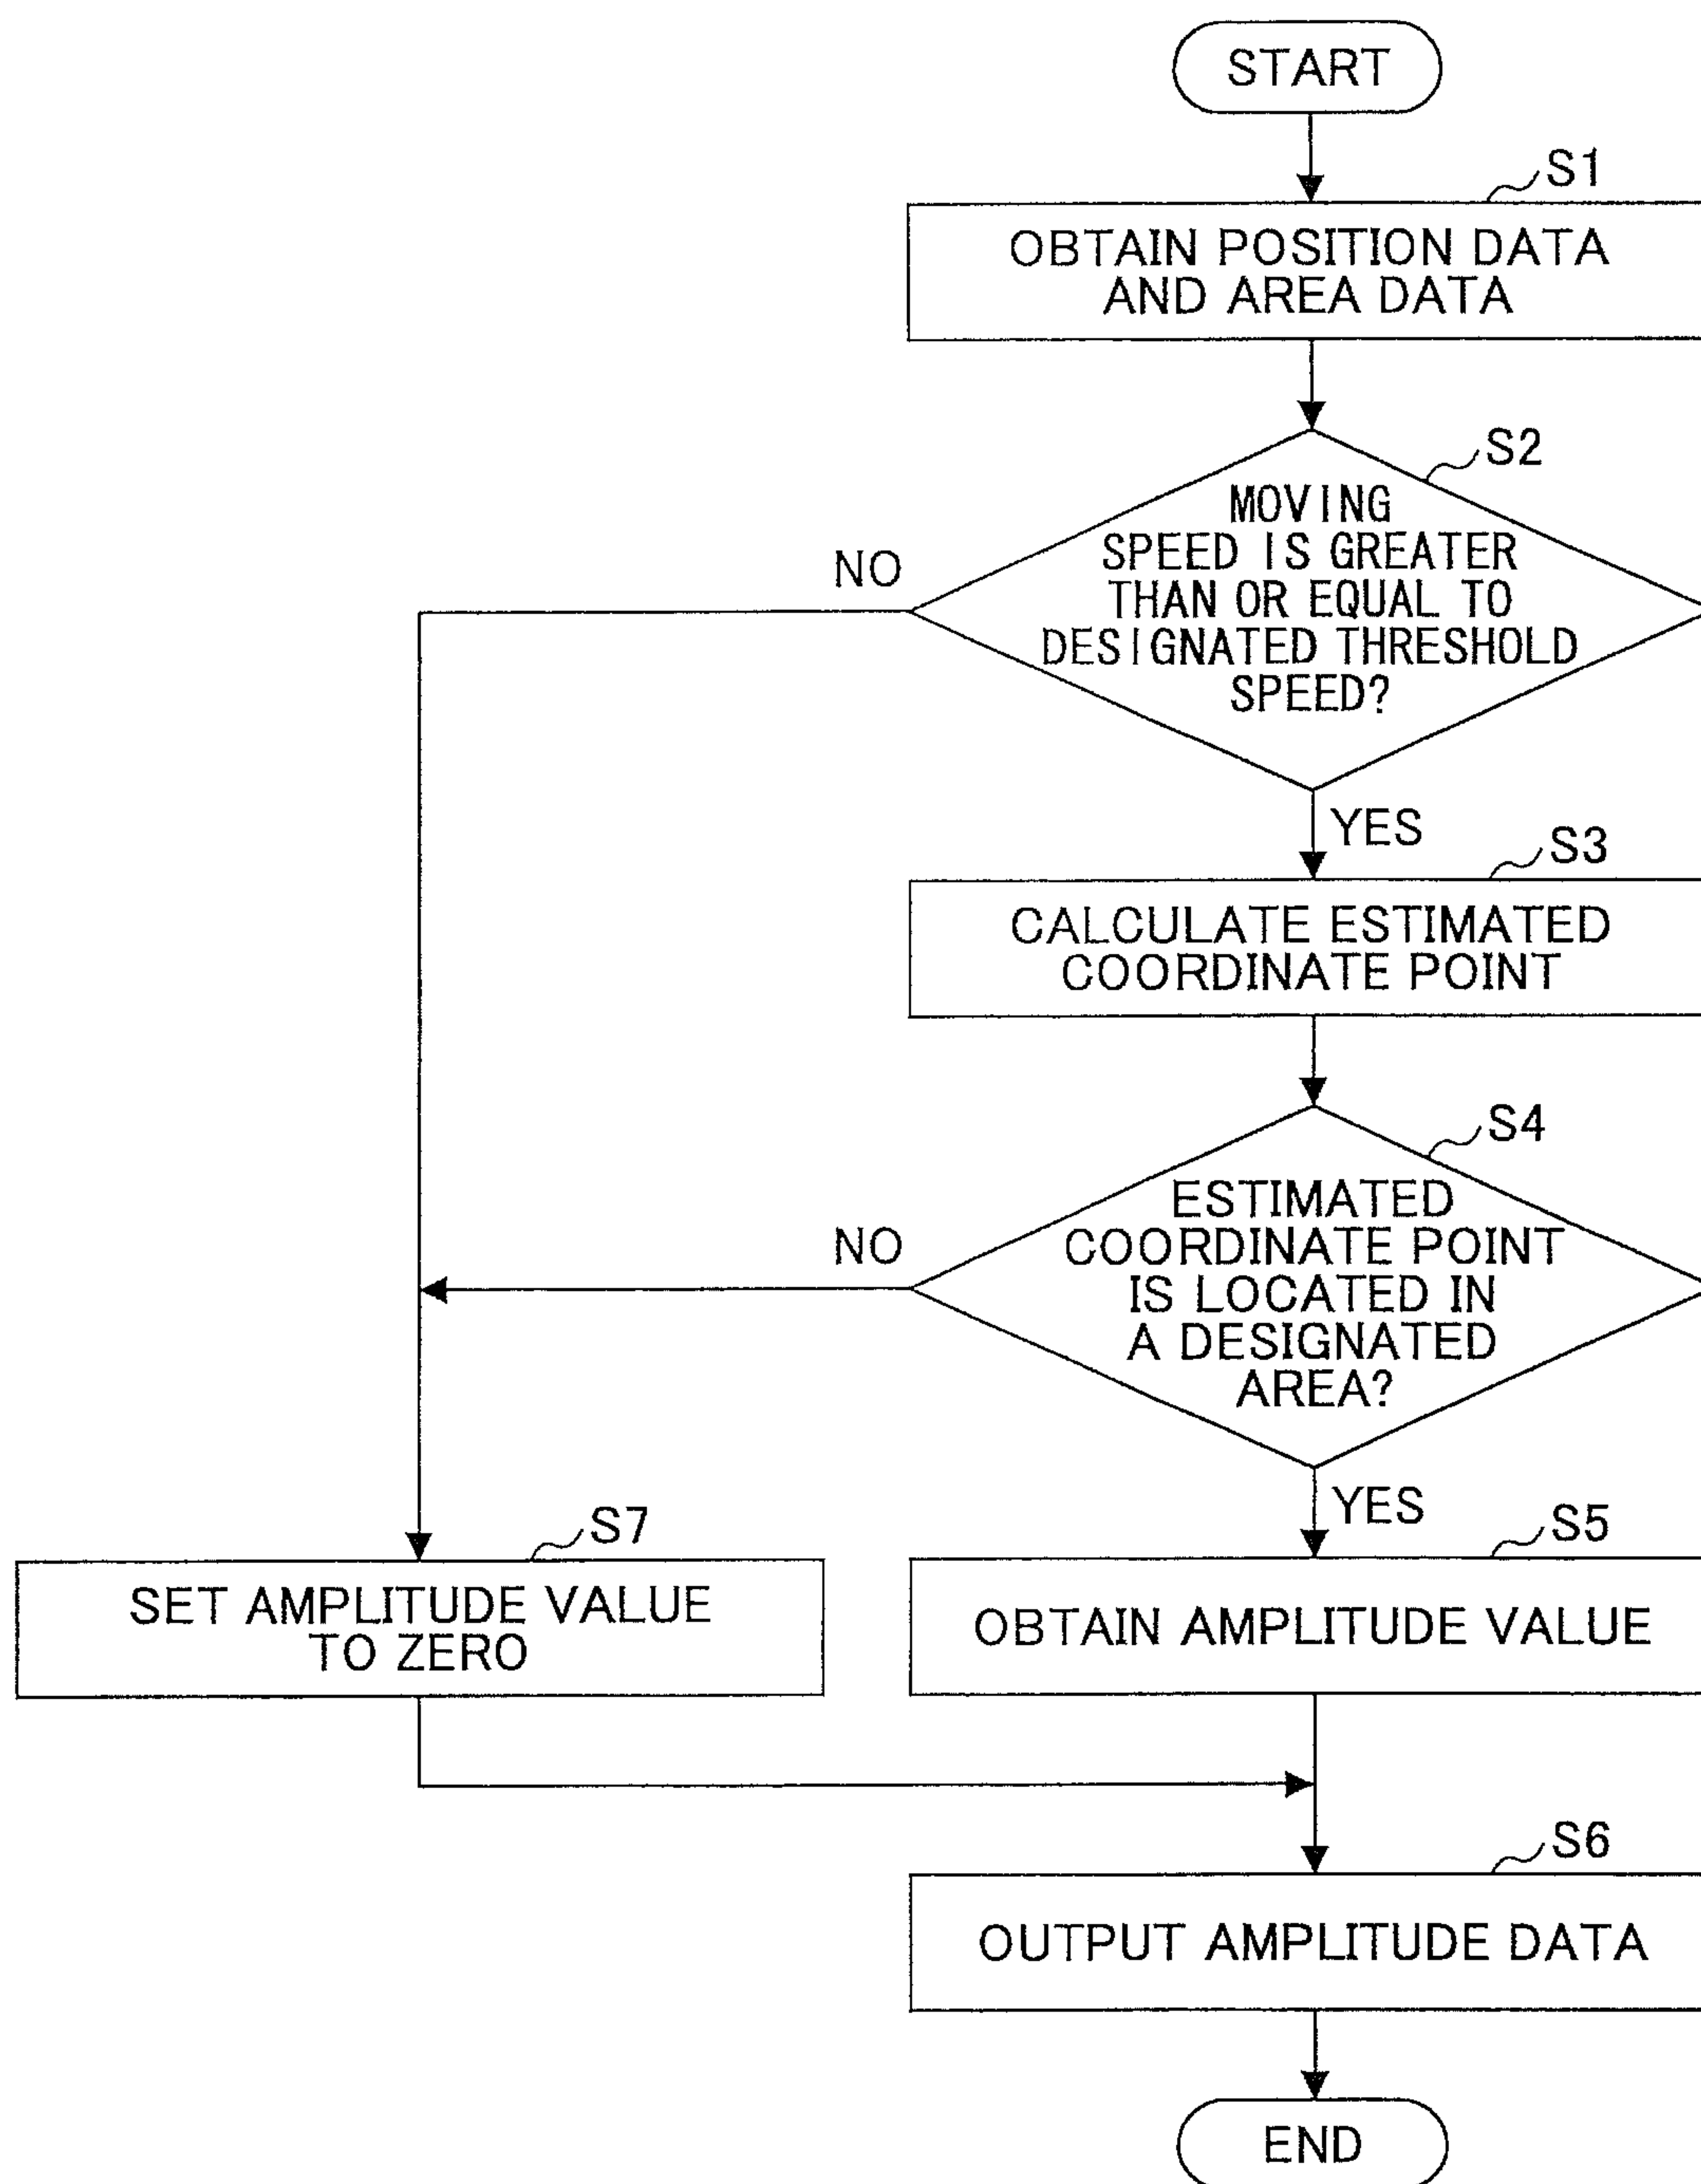 START
S1
OBTAIN POSITION DATA
AND AREA DATA
S2
MOVING
SPEED IS GREATER
THAN OR EQUAL TO
DESIGNATED THRESHOLD
SPEED?
NO
YES
S3
CALCULATE ESTIMATED
COORDINATE POINT
S4
ESTIMATED
COORDINATE POINT
IS LOCATED IN
A DESIGNATED
AREA?
NO
YES
S7
SET AMPLITUDE VALUE
TO ZERO
S5
OBTAIN AMPLITUDE VALUE
S6
OUTPUT AMPLITUDE DATA
END